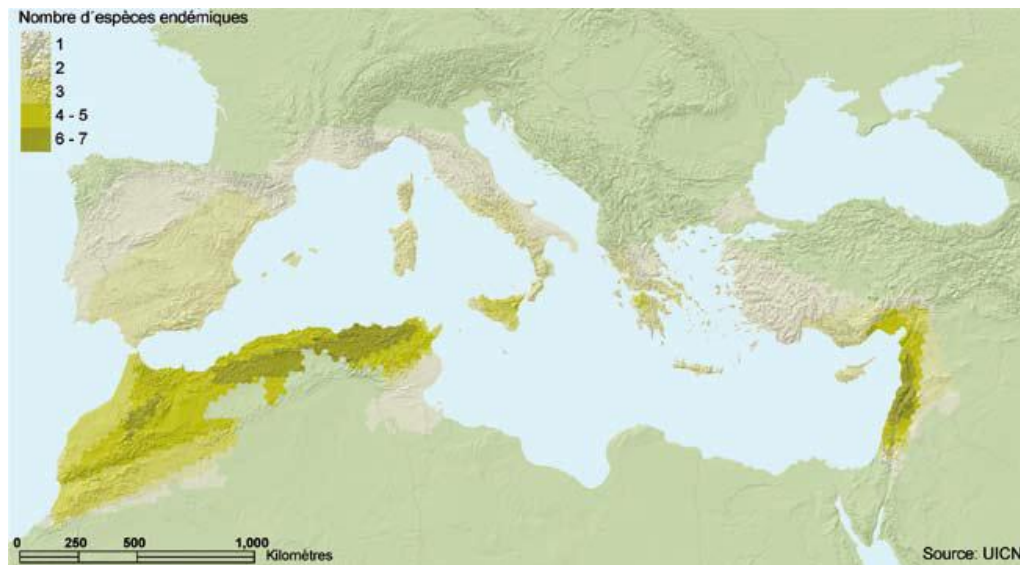 Nombre d´espèces endémiques
1
2
3
4 - 5
6 - 7
0 250 500 1,000
Kilomètres
Source: UICN